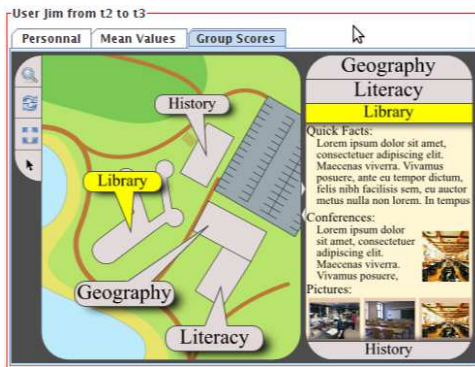 User Jim from t2 to t3
Personnal
Mean Values
Group Scores
History
Library
Geography
Literacy
Geography
Literacy
Library
Quick Facts:
Lorem ipsum dolor sit amet,
consectetuer adipiscing elit.
Maecenas viverra. Vivamus
posuere, ante eu tempor dictum,
felis nibh facilisis sem, eu auctor
metus nulla non lorem. In tempus
Conferences:
Lorem ipsum dolor
sit amet, consectetuer
adipiscing elit.
Maecenas viverra.
Vivamus posuere,
Pictures:
History